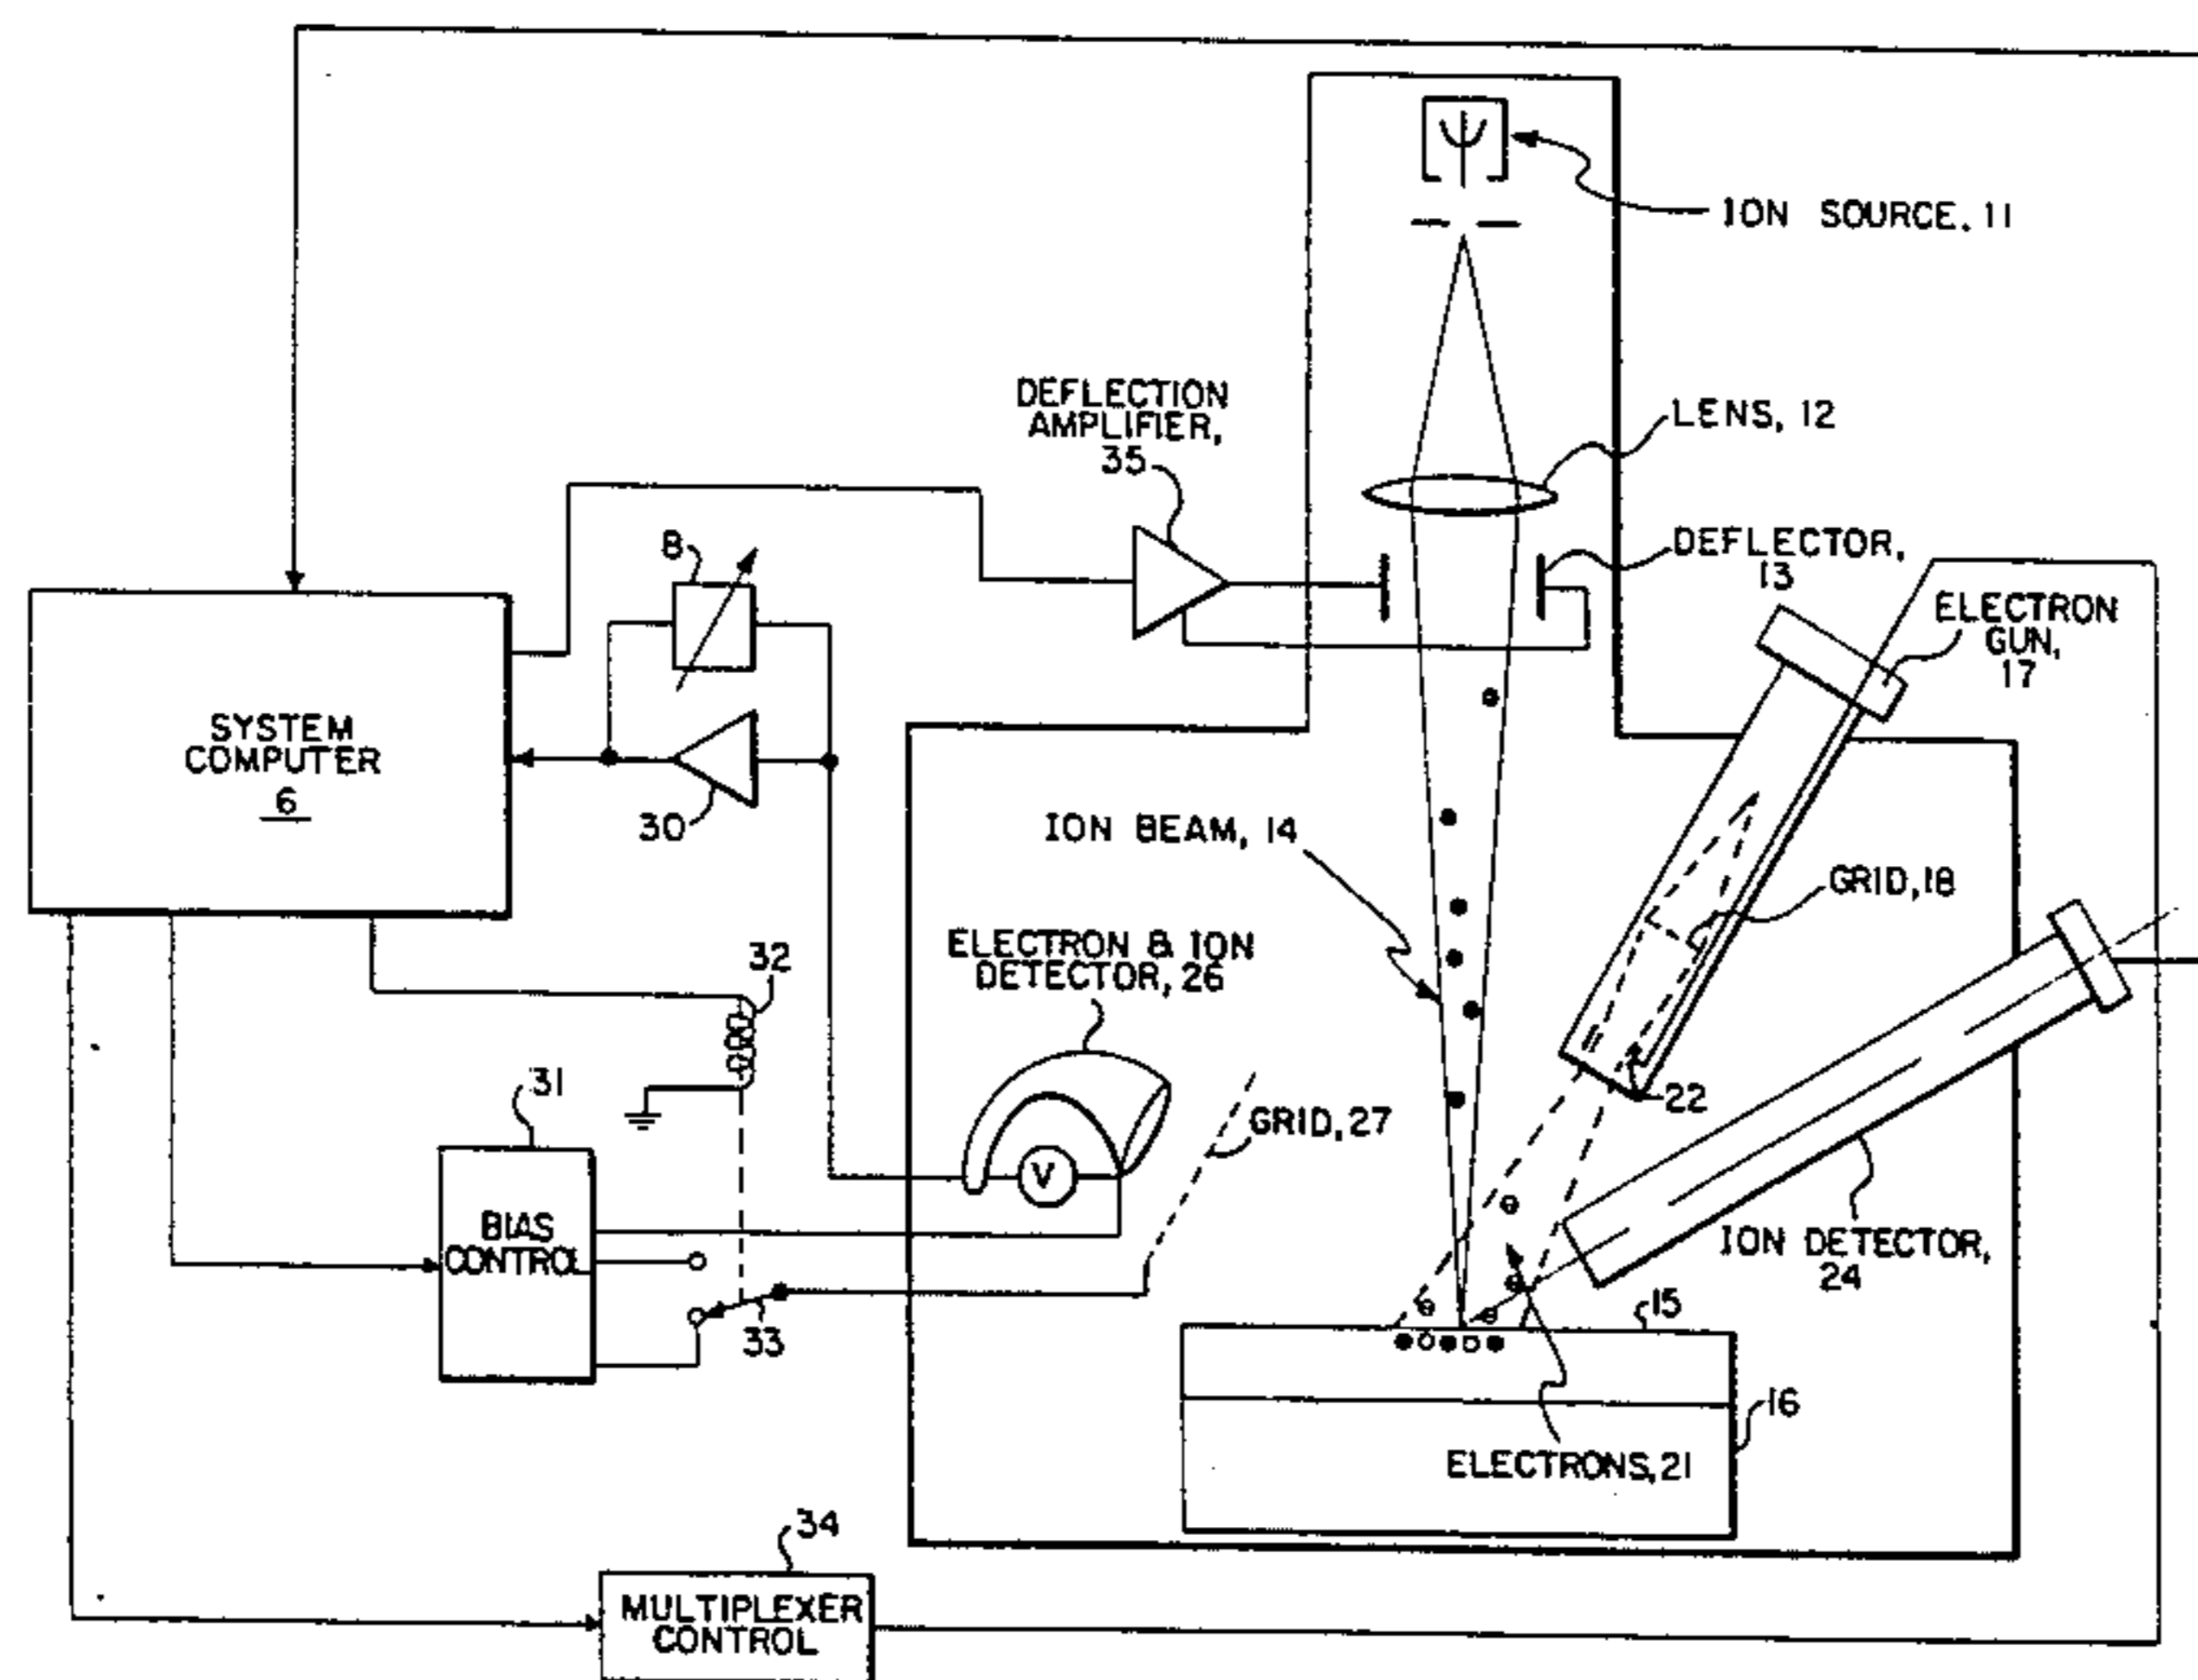 ION SOURCE, 11
DEFLECTION
AMPLIFIER,
35
LENS, 12
8
DEFLECTOR,
13
ELECTRON
GUN,
17
SYSTEM
COMPUTER
6
30
ION BEAM, 14
GRID, 18
ELECTRON & ION
DETECTOR, 26
32
31
V
GRID, 27
22
BIAS
CONTROL
ION DETECTOR,
24
33
15
16
ELECTRONS, 21
34
MULTIPLEXER
CONTROL